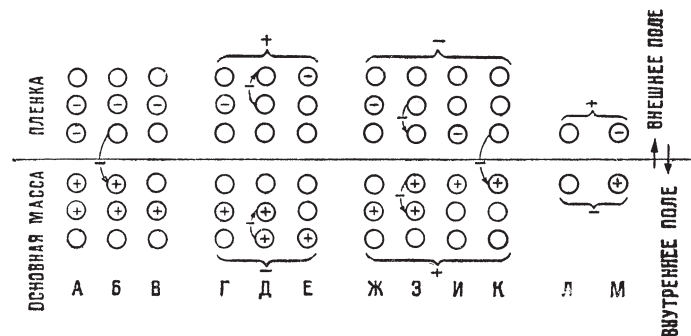 + −
ПЛЕНКА
ВНЕШНЕЕ ПОЛЕ
+
ОСНОВНАЯ МАССА
ВНУТРЕННЕЕ ПОЛЕ
−
− +
А Б В Г Д Е Ж З И К Л М